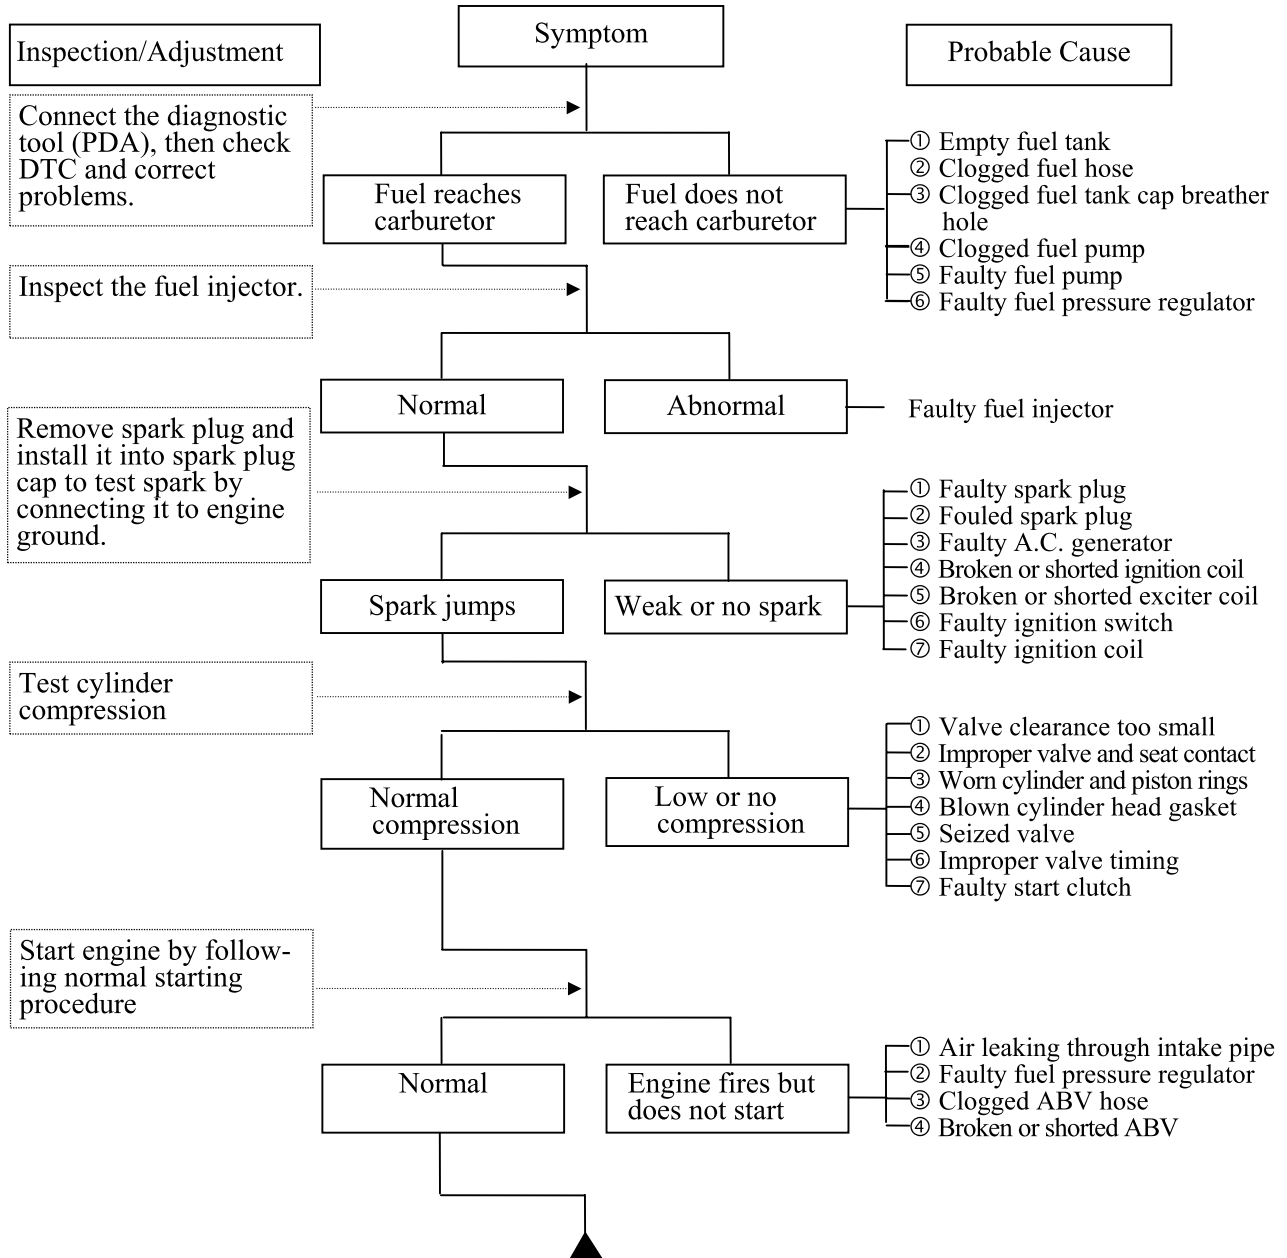 Symptom
Inspection/Adjustment
Probable Cause
Connect the diagnostic
tool (PDA), then check
DTC and correct
problems.
Fuel reaches
carburetor
Fuel does not
reach carburetor
① Empty fuel tank
② Clogged fuel hose
③ Clogged fuel tank cap breather
hole
④ Clogged fuel pump
⑤ Faulty fuel pump
⑥ Faulty fuel pressure regulator
Inspect the fuel injector.
Normal
Abnormal
Faulty fuel injector
Remove spark plug and
install it into spark plug
cap to test spark by
connecting it to engine
ground.
Spark jumps
Weak or no spark
① Faulty spark plug
② Fouled spark plug
③ Faulty A.C. generator
④ Broken or shorted ignition coil
⑤ Broken or shorted exciter coil
⑥ Faulty ignition switch
⑦ Faulty ignition coil
Test cylinder
compression
Normal
compression
Low or no
compression
① Valve clearance too small
② Improper valve and seat contact
③ Worn cylinder and piston rings
④ Blown cylinder head gasket
⑤ Seized valve
⑥ Improper valve timing
⑦ Faulty start clutch
Start engine by follow-
ing normal starting
procedure
Normal
Engine fires but
does not start
① Air leaking through intake pipe
② Faulty fuel pressure regulator
③ Clogged ABV hose
④ Broken or shorted ABV